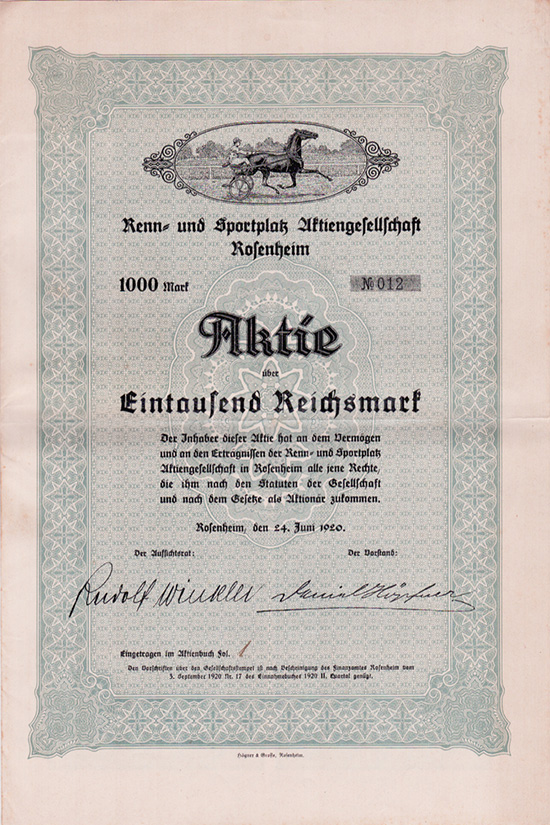 Renn- und Sportplatz Aktiengesellschaft
Rosenheim
1000 Mark
№ 012
Aktie
über
Eintausend Reichsmark
Der Inhaber dieser Aktie hat an dem Vermögen
und an den Erträgnissen der Renn- und Sportplatz
Aktiengesellschaft in Rosenheim alle jene Rechte,
die ihm nach den Statuten der Gesellschaft
und nach dem Gesetze als Aktionär zukommen.
Rosenheim, den 24. Juni 1920.
Der Aufsichtsrat:
Der Vorstand:
Rudolf Winkler
Daniel
Eingetragen im Aktienbuch Fol. 1
Den Vorschriften über den Gesellschaftsstempel ist nach Bescheinigung des Finanzamtes Rosenheim vom
3. September 1920 Nr. 17 des Einnahmebuches 1920 II. Quartal genügt.
Högner & Grosse, Rosenheim.